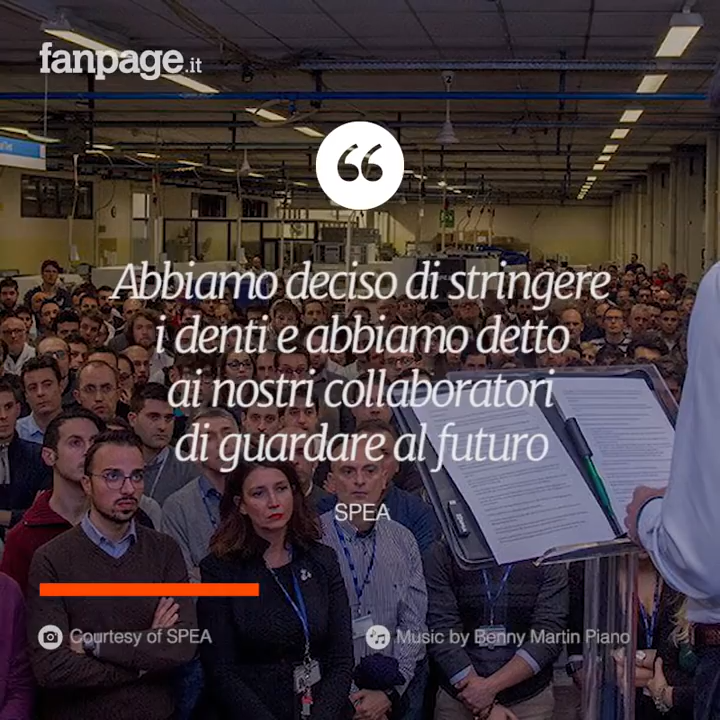 fanpage.it
Abbiamo deciso di stringere
i denti e abbiamo detto
ai nostri collaboratori
di guardare al futuro
SPEA
Courtesy of SPEA
Music by Benny Martin Piano